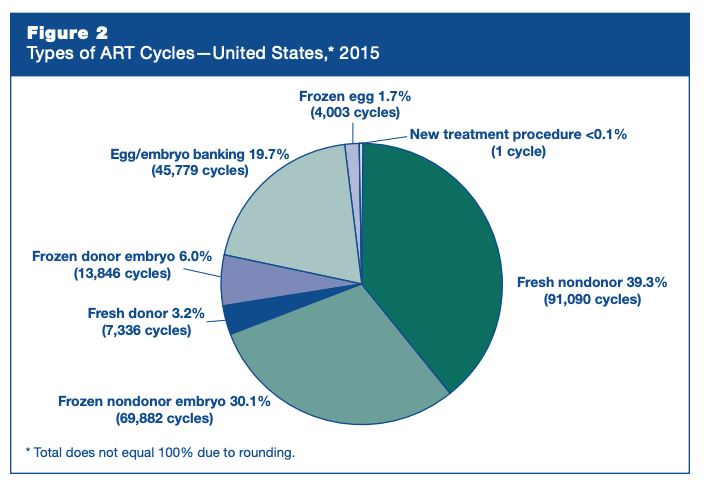 Figure 2
Types of ART Cycles—United States,* 2015
Frozen egg 1.7%
(4,003 cycles)
New treatment procedure <0.1%
(1 cycle)
Egg/embryo banking 19.7%
(45,779 cycles)
Frozen donor embryo 6.0%
(13,846 cycles)
Fresh nondonor 39.3%
(91,090 cycles)
Fresh donor 3.2%
(7,336 cycles)
Frozen nondonor embryo 30.1%
(69,882 cycles)
* Total does not equal 100% due to rounding.